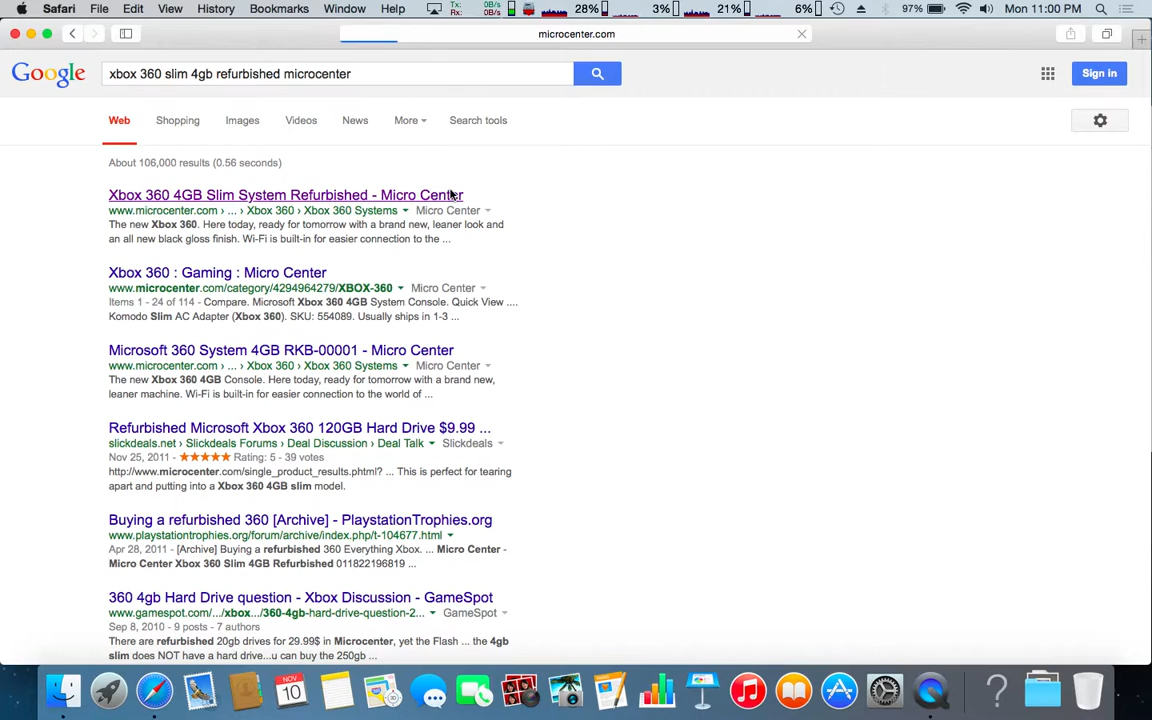 Safari File Edit View History Bookmarks Window Help Tx: 0B/s Rx: 0B/s 28% 3% 21% 6% 97% Mon 11:00 PM
microcenter.com
Google xbox 360 slim 4gb refurbished microcenter Sign in
Web Shopping Images Videos News More Search tools
About 106,000 results (0.56 seconds)
Xbox 360 4GB Slim System Refurbished - Micro Center
www.microcenter.com › ... › Xbox 360 › Xbox 360 Systems Micro Center
The new Xbox 360. Here today, ready for tomorrow with a brand new, leaner look and
an all new black gloss finish. Wi-Fi is built-in for easier connection to the ...
Xbox 360 : Gaming : Micro Center
www.microcenter.com/category/4294964279/XBOX-360 Micro Center
Items 1 - 24 of 114 - Compare. Microsoft Xbox 360 4GB System Console. Quick View ....
Komodo Slim AC Adapter (Xbox 360). SKU: 554089. Usually ships in 1-3 ...
Microsoft 360 System 4GB RKB-00001 - Micro Center
www.microcenter.com › ... › Xbox 360 › Xbox 360 Systems Micro Center
The new Xbox 360 4GB Console. Here today, ready for tomorrow with a brand new,
leaner machine. Wi-Fi is built-in for easier connection to the world of ...
Refurbished Microsoft Xbox 360 120GB Hard Drive $9.99 ...
slickdeals.net › Slickdeals Forums › Deal Discussion › Deal Talk Slickdeals
Nov 25, 2011 - ★★★★★ Rating: 5 - 39 votes
http://www.microcenter.com/single_product_results.phtml? ... This is perfect for tearing
apart and putting into a Xbox 360 4GB slim model.
Buying a refurbished 360 [Archive] - PlaystationTrophies.org
www.playstationtrophies.org/forum/archive/index.php/t-104677.html
Apr 28, 2011 - [Archive] Buying a refurbished 360 Everything Xbox. ... Micro Center -
Micro Center Xbox 360 Slim 4GB Refurbished 011822196819 ...
360 4gb Hard Drive question - Xbox Discussion - GameSpot
www.gamespot.com/.../xbox.../360-4gb-hard-drive-question-2... GameSpot
Sep 8, 2010 - 9 posts - 7 authors
There are refurbished 20gb drives for 29.99$ in Microcenter, yet the Flash ... the 4gb
slim does NOT have a hard drive...u can buy the 250gb ...
NOV
10